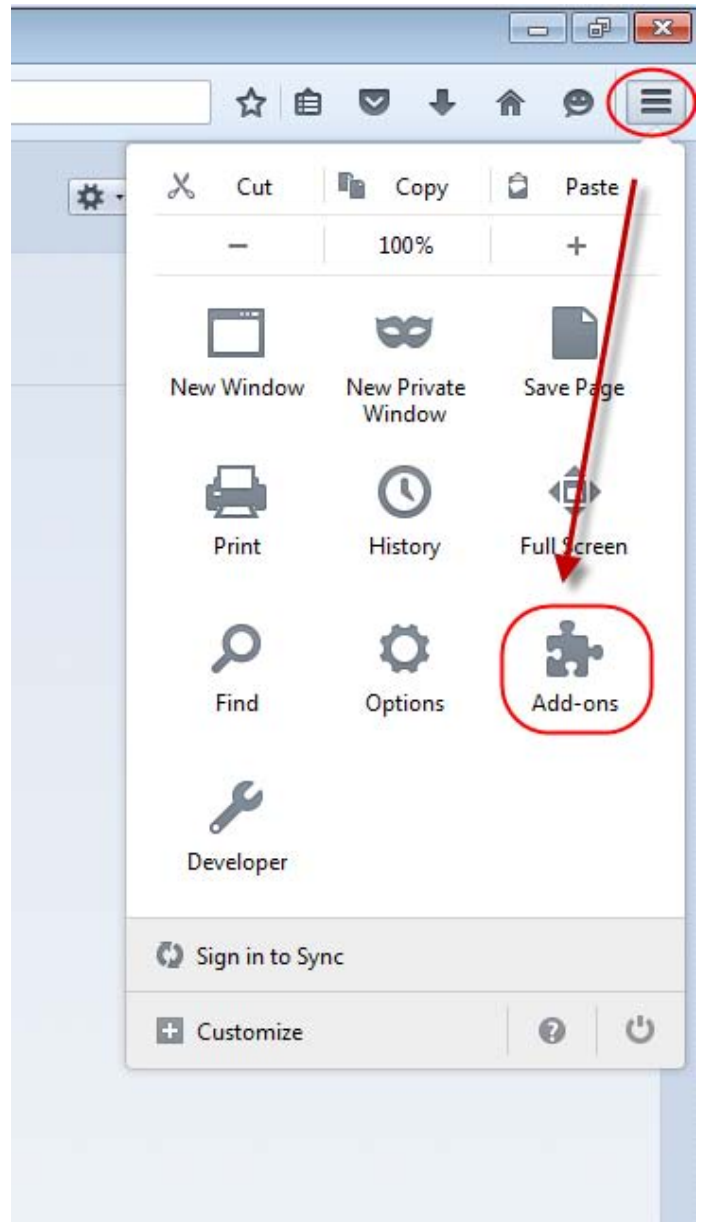 Cut Copy Paste
− 100% +
New Window New Private Window Save Page
Print History Full Screen
Find Options Add-ons
Developer
Sign in to Sync
Customize